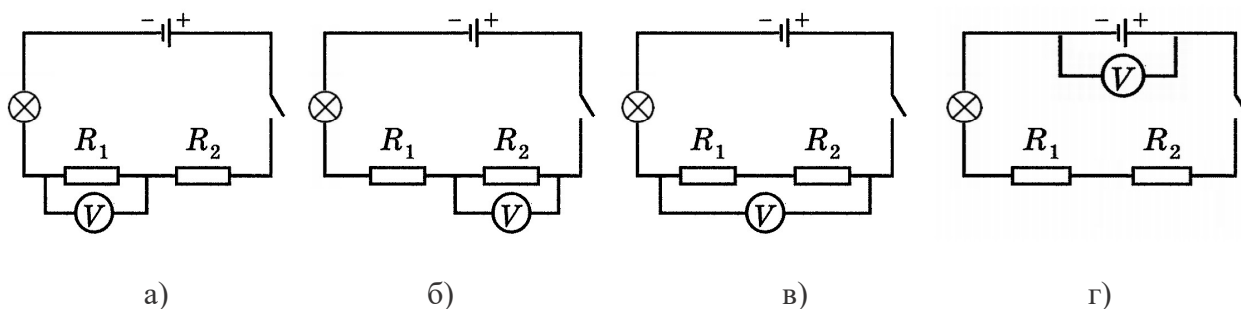 − + − + − + − +
V
R₁ R₂ R₁ R₂ R₁ R₂ R₁ R₂
V V V
а) б) в) г)